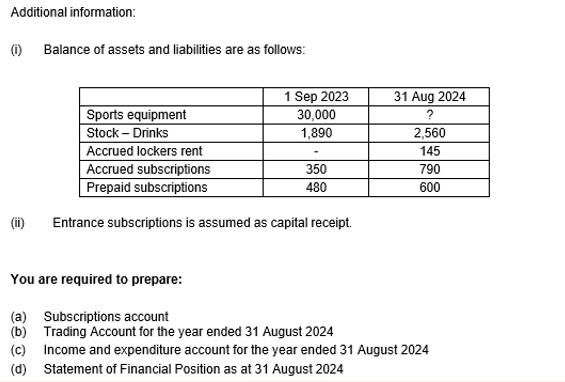 Additional information:
(i) Balance of assets and liabilities are as follows:
1 Sep 2023 31 Aug 2024
Sports equipment 30,000 ?
Stock – Drinks 1,890 2,560
Accrued lockers rent - 145
Accrued subscriptions 350 790
Prepaid subscriptions 480 600
(ii) Entrance subscriptions is assumed as capital receipt.
You are required to prepare:
(a) Subscriptions account
(b) Trading Account for the year ended 31 August 2024
(c) Income and expenditure account for the year ended 31 August 2024
(d) Statement of Financial Position as at 31 August 2024